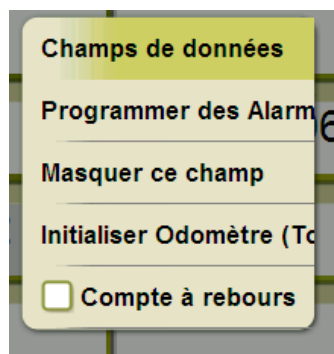 Champs de données
Programmer des Alarm
Masquer ce champ
Initialiser Odomètre (To
Compte à rebours